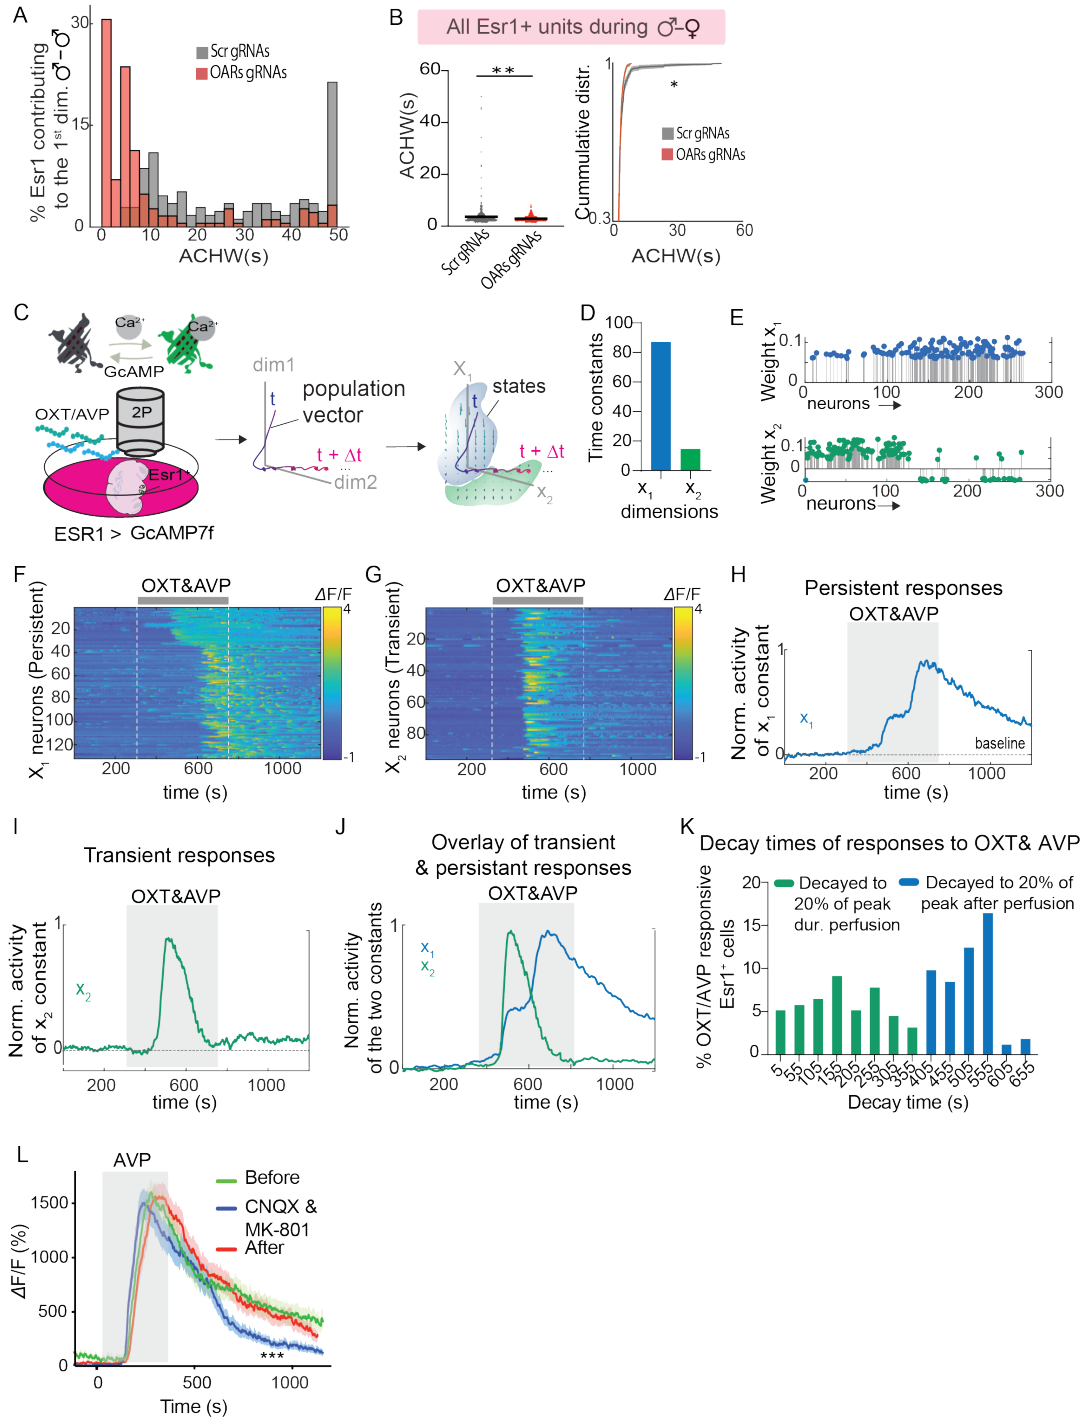 A
% Esr1 contributing
to the 1st dim. ♂–♂
30
15
0
Scr gRNAs
OARs gRNAs
0 10 20 30 40 50
ACHW(s)
B
All Esr1+ units during ♂–♀
ACHW(s)
60
40
20
0
**
Scr gRNAs
OARs gRNAs
Cummulative distr.
1
0.3
*
Scr gRNAs
OARs gRNAs
0 50 60
ACHW(s)
C
Ca2+
Ca2+
GcAMP
OXT/AVP
2P
Esr1+
ESR1 > GcAMP7f
dim1
t
population
vector
t + Δt
...
dim2
X1
t
states
t + Δt
...
x2
D
Time constants
100
80
60
40
20
0
x1 x2
dimensions
E
Weight x1
0.1
0
0 100 200 300
neurons
Weight x2
0.1
0
0 100 200 300
neurons
F
OXT&AVP
ΔF/F
X1 neurons (Persistent)
20
40
60
80
100
120
4
-1
200 600 1000
time (s)
G
OXT&AVP
ΔF/F
X2 neurons (Transient)
20
40
60
80
4
-1
200 600 1000
time (s)
H
Persistent responses
OXT&AVP
Norm. activity
of x1 constant
1
0
x1
baseline
200 600 1000
time (s)
I
Transient responses
OXT&AVP
Norm. activity
of x2 constant
1
0
x2
200 600 1000
time (s)
J
Overlay of transient
& persistant responses
OXT&AVP
Norm. activity
of the two constants
1
0
x1
x2
200 600 1000
time (s)
K
Decay times of responses to OXT& AVP
% OXT/AVP responsive
Esr1+ cells
20
15
10
5
0
Decayed to
20% of peak
dur. perfusion
Decayed to 20% of
peak after perfusion
5 55 105 155 205 255 305 355 405 455 505 555 605 655
Decay time (s)
L
AVP
ΔF/F (%)
1500
1000
500
0
Before
CNQX &
MK-801
After
***
0 500 1000
Time (s)